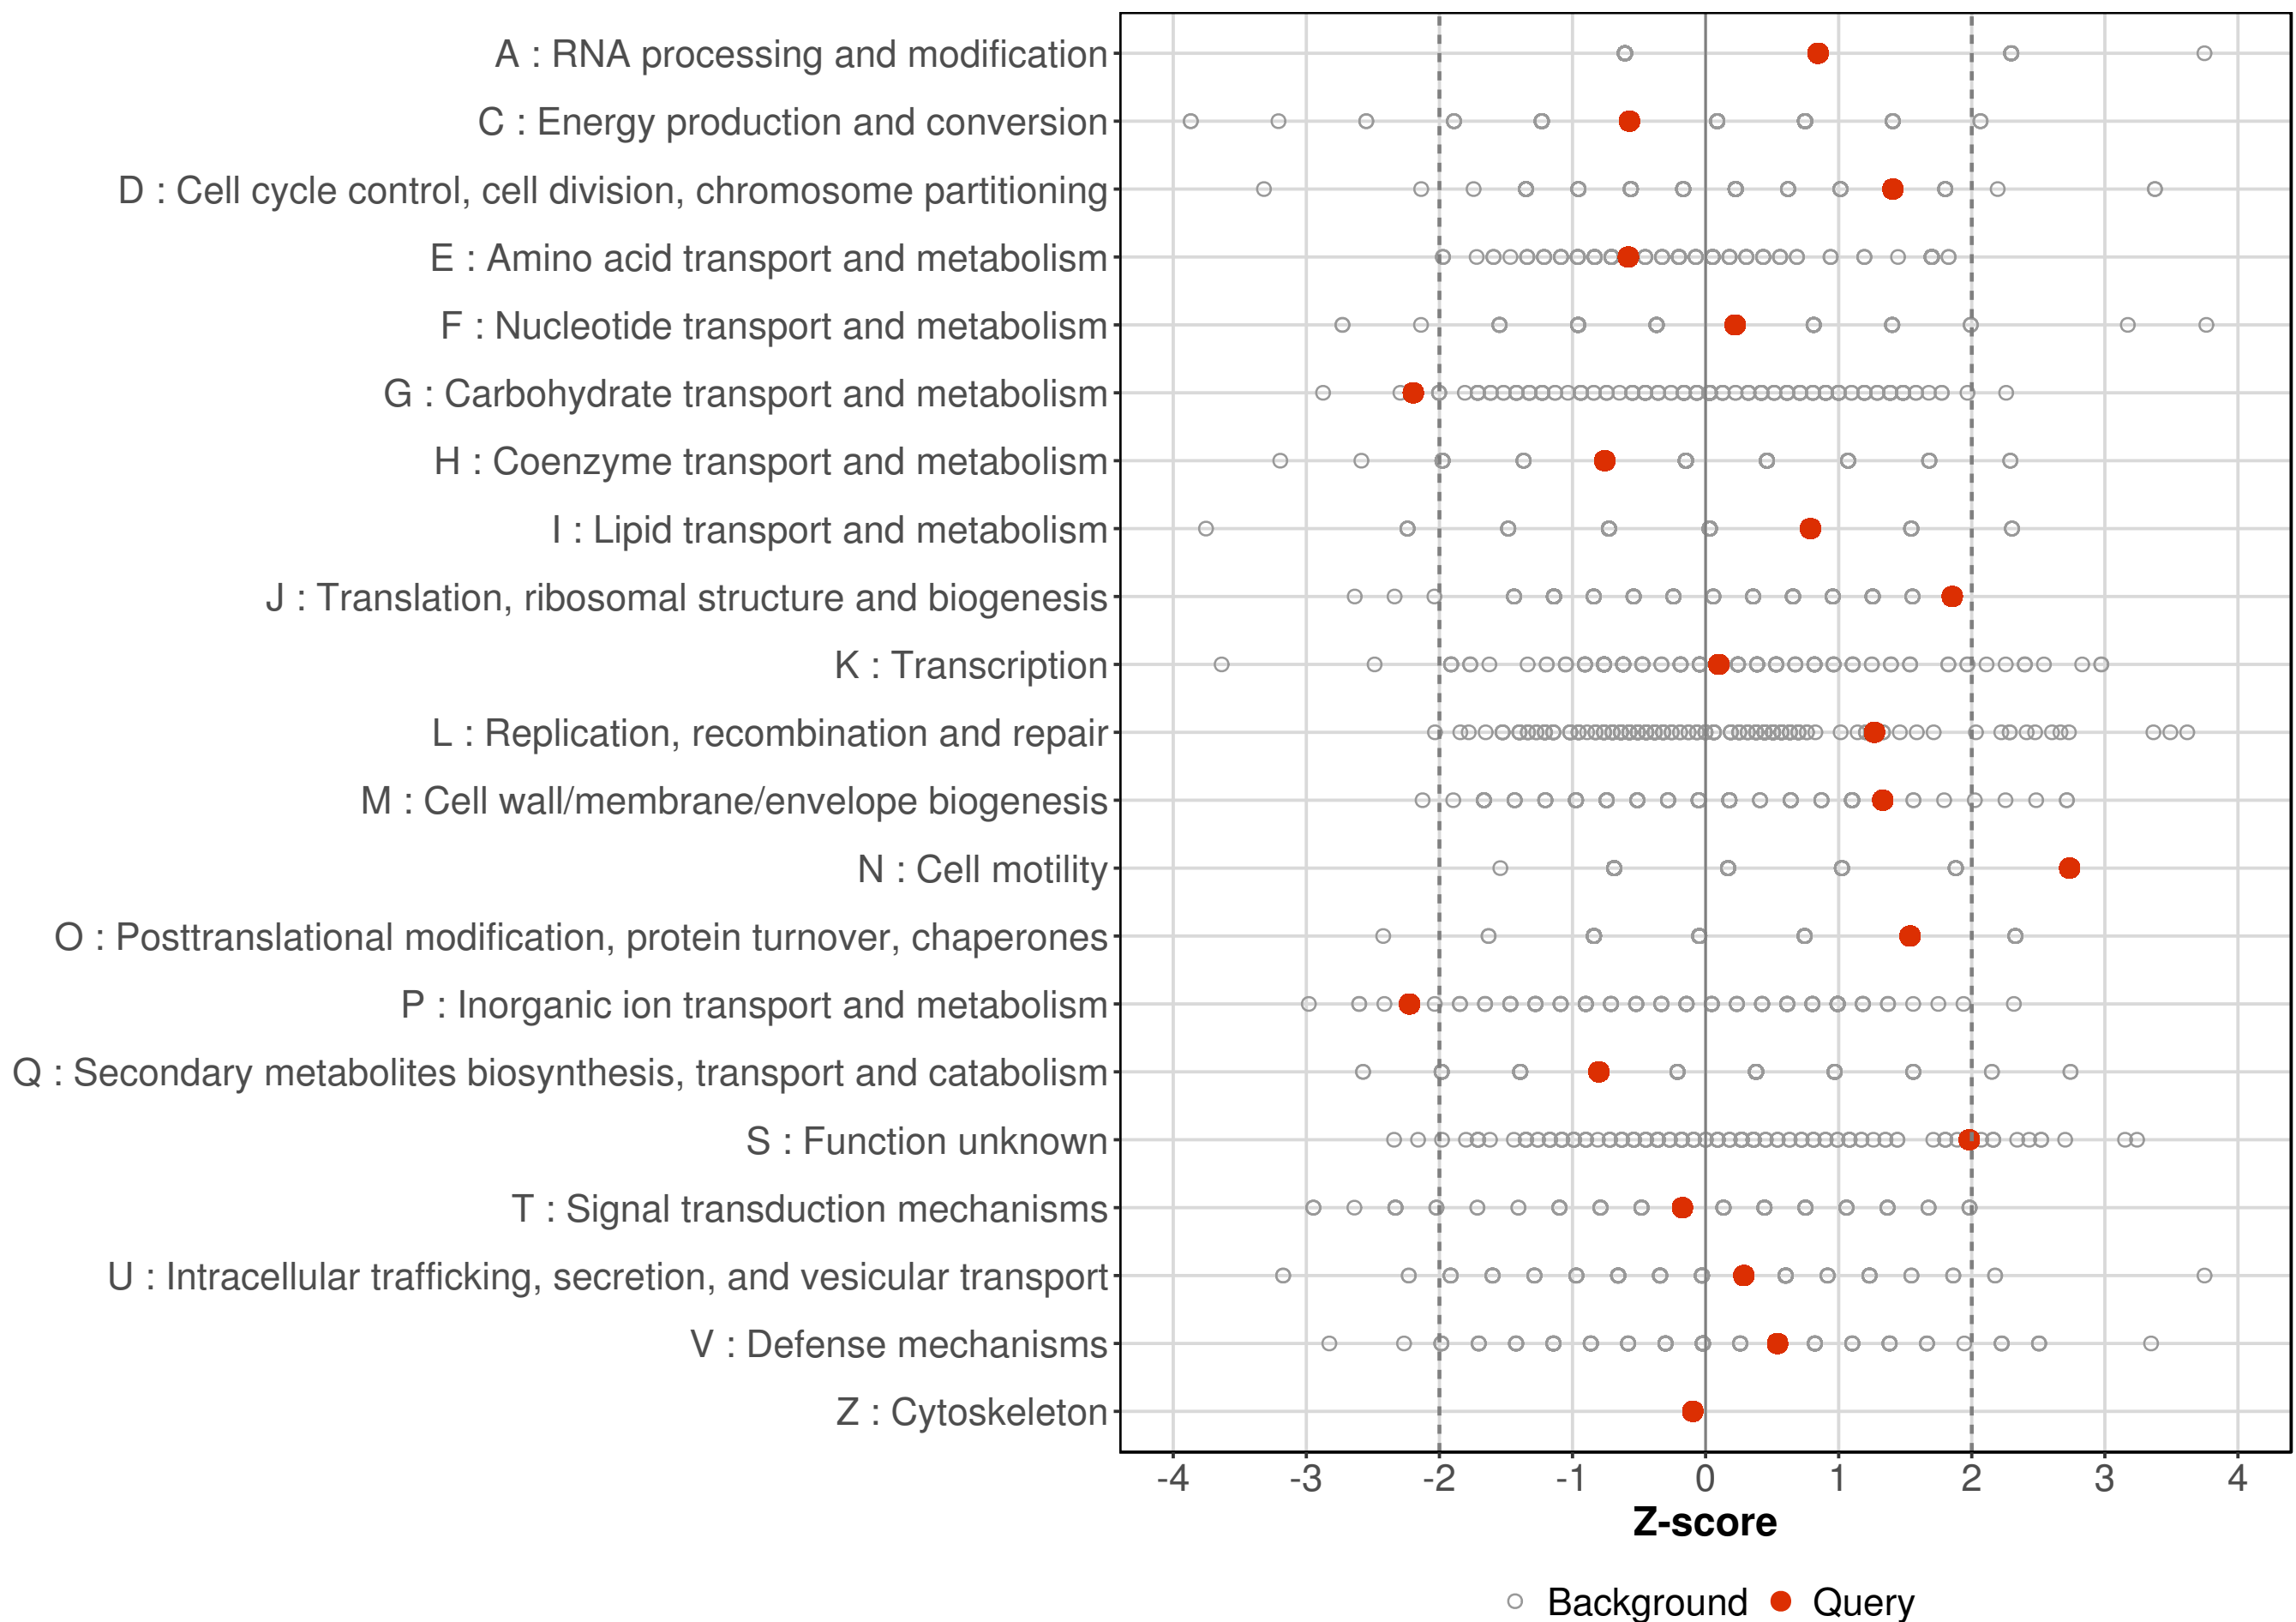 A : RNA processing and modification
C : Energy production and conversion
D : Cell cycle control, cell division, chromosome partitioning
E : Amino acid transport and metabolism
F : Nucleotide transport and metabolism
G : Carbohydrate transport and metabolism
H : Coenzyme transport and metabolism
I : Lipid transport and metabolism
J : Translation, ribosomal structure and biogenesis
K : Transcription
L : Replication, recombination and repair
M : Cell wall/membrane/envelope biogenesis
N : Cell motility
O : Posttranslational modification, protein turnover, chaperones
P : Inorganic ion transport and metabolism
Q : Secondary metabolites biosynthesis, transport and catabolism
S : Function unknown
T : Signal transduction mechanisms
U : Intracellular trafficking, secretion, and vesicular transport
V : Defense mechanisms
Z : Cytoskeleton
-4 -3 -2 -1 0 1 2 3 4
Z-score
Background Query